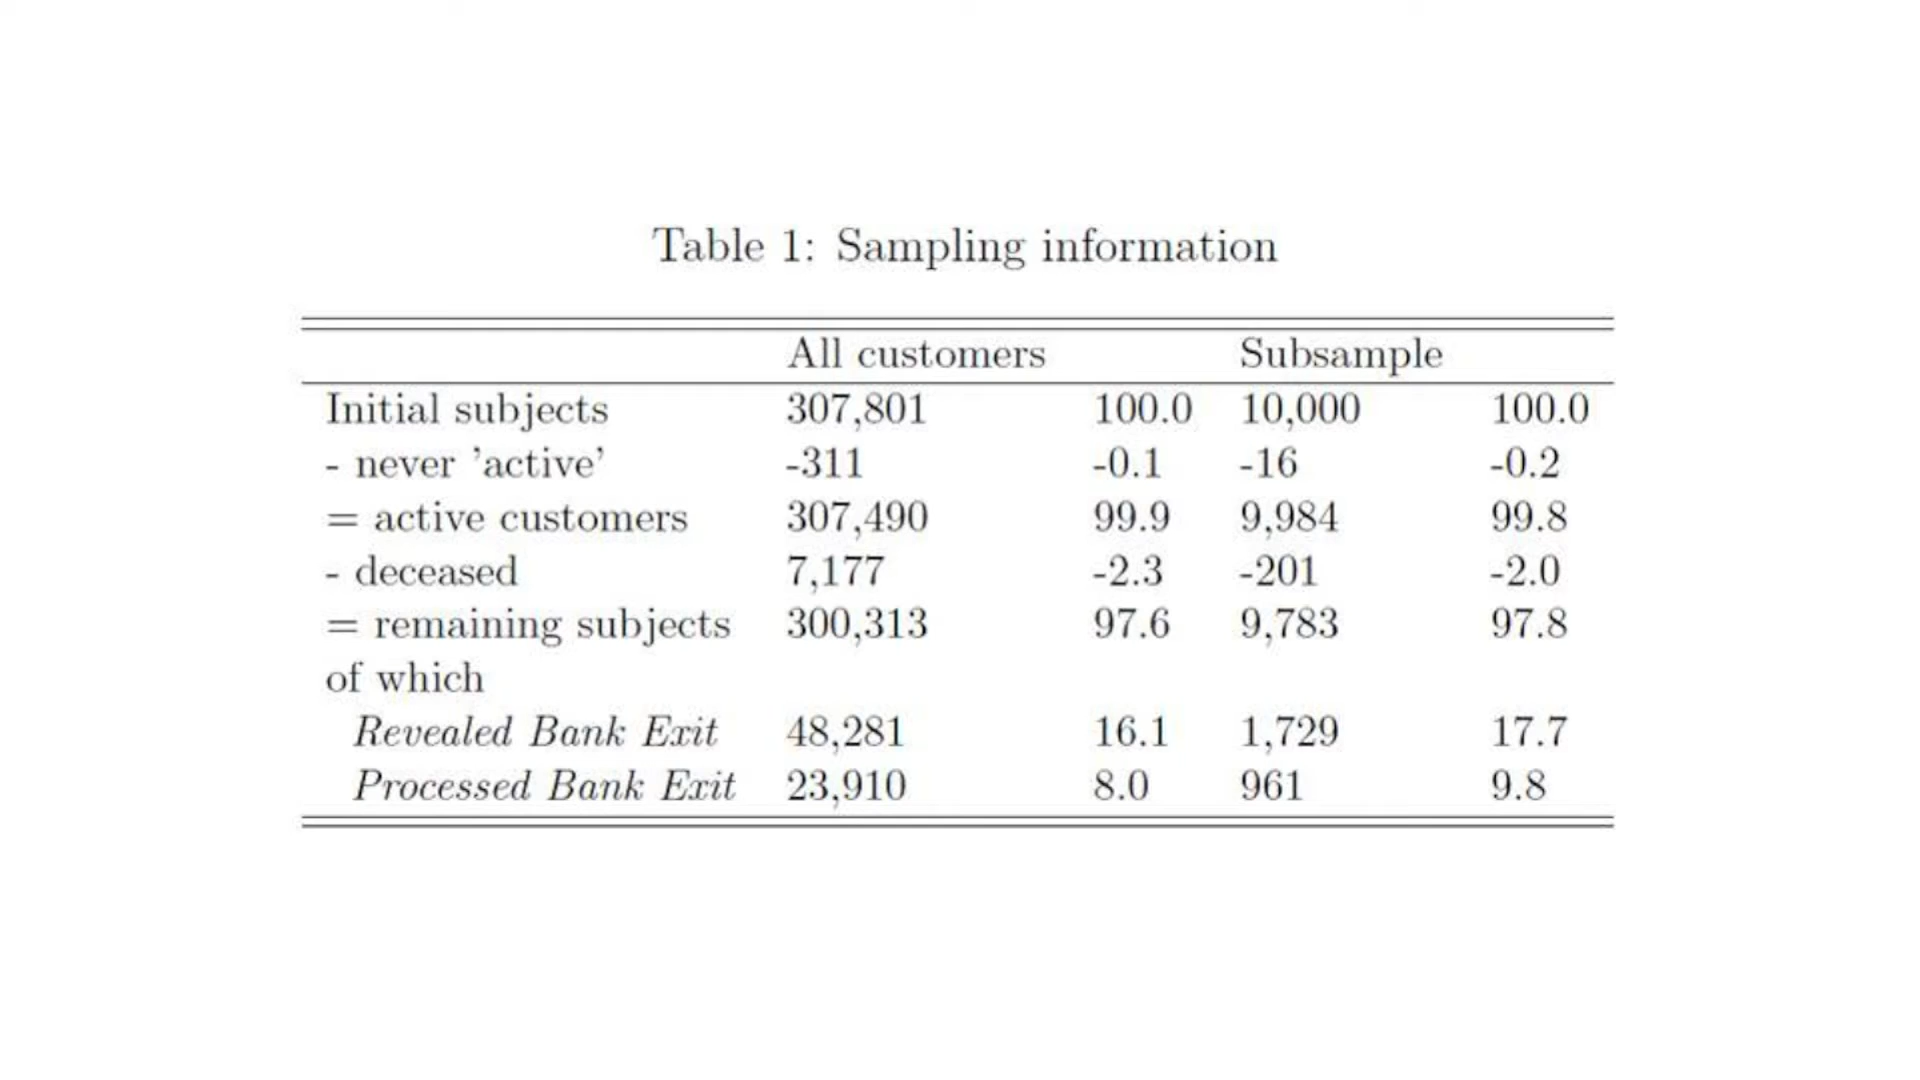 Table 1: Sampling information
All customers Subsample
Initial subjects 307,801 100.0 10,000 100.0
- never 'active' -311 -0.1 -16 -0.2
= active customers 307,490 99.9 9,984 99.8
- deceased 7,177 -2.3 -201 -2.0
= remaining subjects 300,313 97.6 9,783 97.8
of which
Revealed Bank Exit 48,281 16.1 1,729 17.7
Processed Bank Exit 23,910 8.0 961 9.8